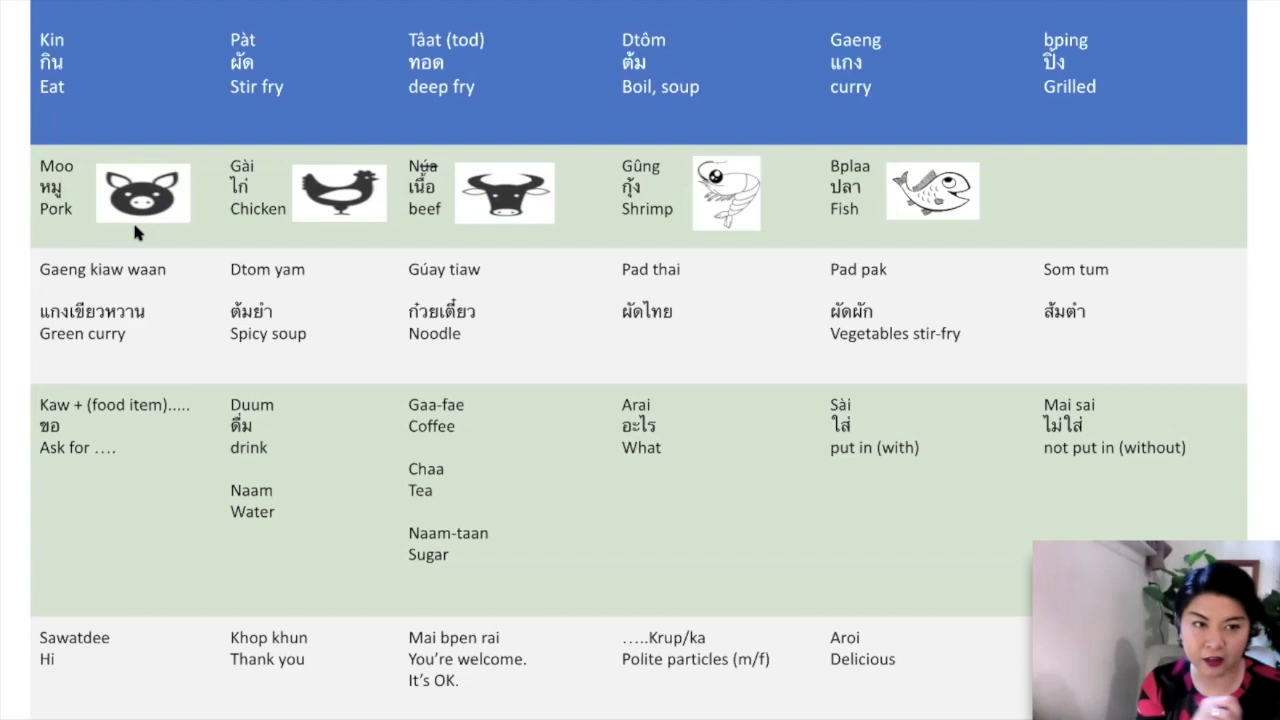 Kin
กิน
Eat
Pàt
ผัด
Stir fry
Tâat (tod)
ทอด
deep fry
Dtôm
ต้ม
Boil, soup
Gaeng
แกง
curry
bping
ปิ้ง
Grilled
Moo
หมู
Pork
Gài
ไก่
Chicken
Núa
เนื้อ
beef
Gûng
กุ้ง
Shrimp
Bplaa
ปลา
Fish
Gaeng kiaw waan
แกงเขียวหวาน
Green curry
Dtom yam
ต้มยำ
Spicy soup
Gúay tiaw
ก๋วยเตี๋ยว
Noodle
Pad thai
ผัดไทย
Pad pak
ผัดผัก
Vegetables stir-fry
Som tum
ส้มตำ
Kaw + (food item).....
ขอ
Ask for ….
Duum
ดื่ม
drink
Naam
Water
Gaa-fae
Coffee
Chaa
Tea
Naam-taan
Sugar
Arai
อะไร
What
Sài
ใส่
put in (with)
Mai sai
ไม่ใส่
not put in (without)
Sawatdee
Hi
Khop khun
Thank you
Mai bpen rai
You’re welcome.
It’s OK.
…..Krup/ka
Polite particles (m/f)
Aroi
Delicious